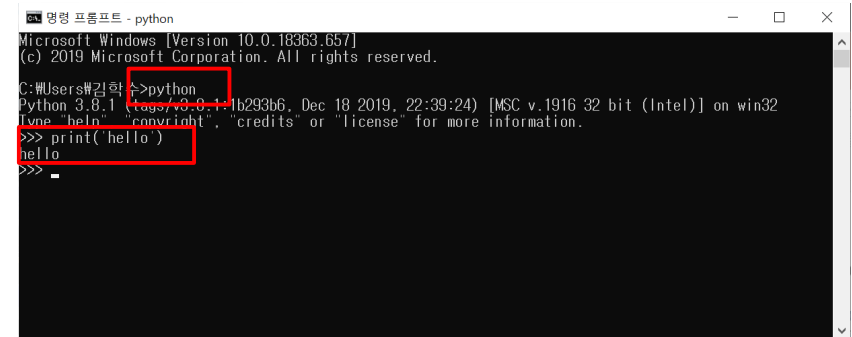 명령 프롬프트 - python
Microsoft Windows [Version 10.0.18363.657]
(c) 2019 Microsoft Corporation. All rights reserved.
C:₩Users₩김학수>python
Python 3.8.1 (tags/v3.8.1:1b293b6, Dec 18 2019, 22:39:24) [MSC v.1916 32 bit (Intel)] on win32
Type "help", "copyright", "credits" or "license" for more information.
>>> print('hello')
hello
>>>